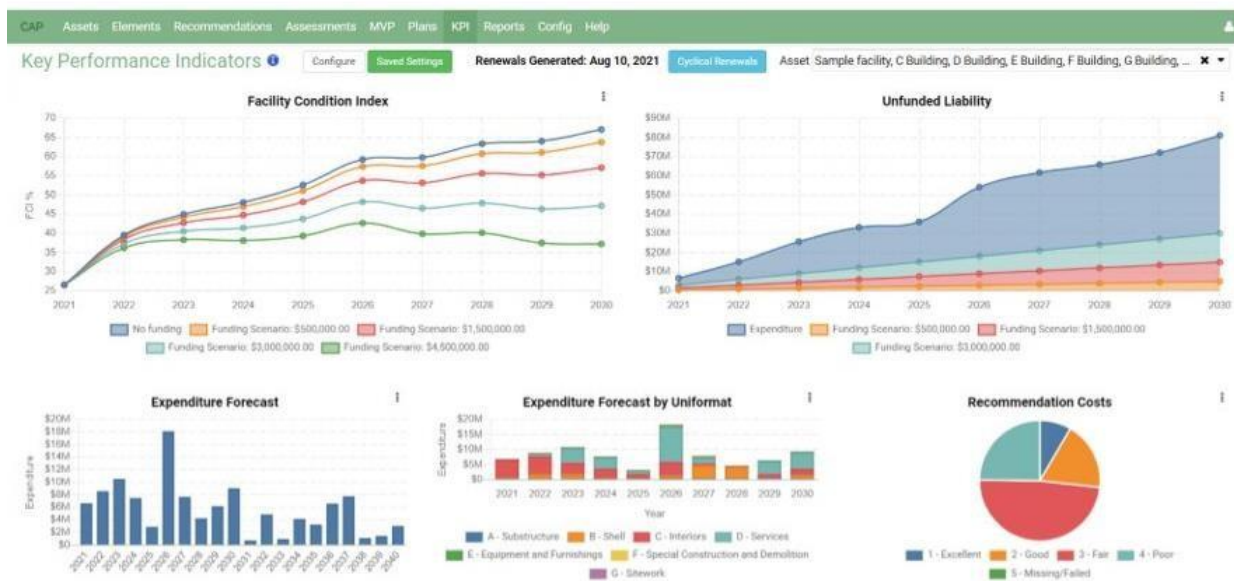 CAP Assets Elements Recommendations Assessments MVP Plans KPI Reports Config Help
Key Performance Indicators Configure Saved Settings Renewals Generated: Aug 10, 2021 Cyclical Renewals Asset Sample facility, C Building, D Building, E Building, F Building, G Building, ...
Facility Condition Index
70
65
60
55
50
45
40
35
30
25
FCI %
2021 2022 2023 2024 2025 2026 2027 2028 2029 2030
No funding Funding Scenario: $500,000.00 Funding Scenario: $1,500,000.00
Funding Scenario: $3,000,000.00 Funding Scenario: $4,500,000.00
Unfunded Liability
$90M
$80M
$70M
$60M
$50M
$40M
$30M
$20M
$10M
$0
2021 2022 2023 2024 2025 2026 2027 2028 2029 2030
Expenditure Funding Scenario: $500,000.00 Funding Scenario: $1,500,000.00
Funding Scenario: $3,000,000.00
Expenditure Forecast
$20M
$18M
$16M
$14M
$12M
$10M
$8M
$6M
$4M
$2M
$0
Expenditure
2021 2022 2023 2024 2025 2026 2027 2028 2029 2030 2031 2032 2033 2034 2035 2036 2037 2038 2039 2040
Expenditure Forecast by Uniformat
$20M
$15M
$10M
$5M
$0
Expenditure
2021 2022 2023 2024 2025 2026 2027 2028 2029 2030
Year
A - Substructure B - Shell C - Interiors D - Services
E - Equipment and Furnishings F - Special Construction and Demolition
G - Sitework
Recommendation Costs
1 - Excellent 2 - Good 3 - Fair 4 - Poor
5 - Missing/Failed